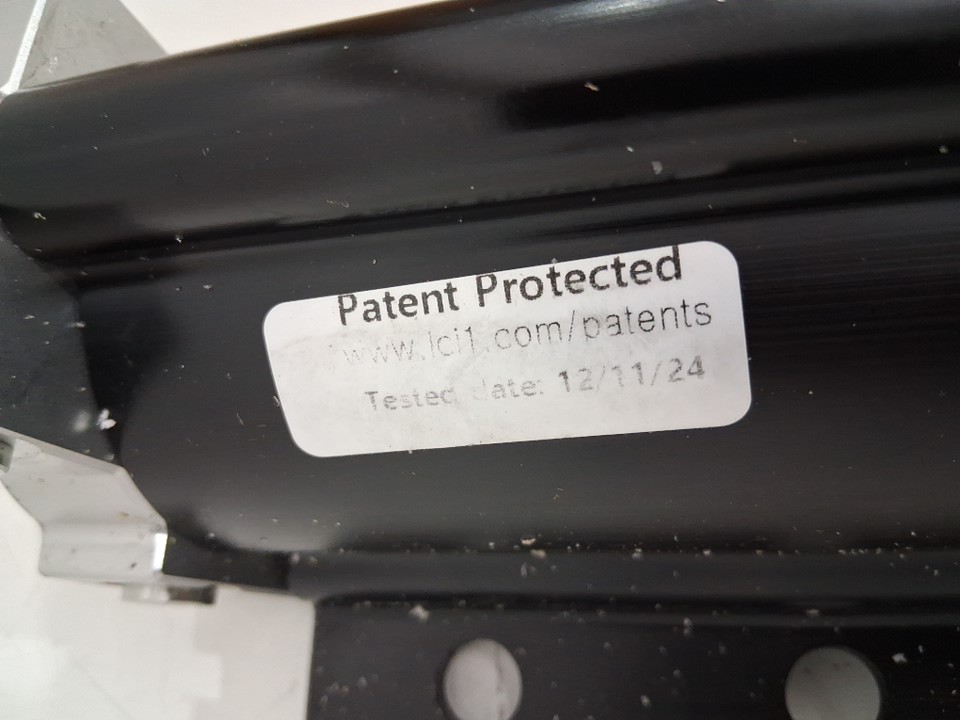 Patent Protected
www.lci1.com/patents
Tested date: 12/11/24